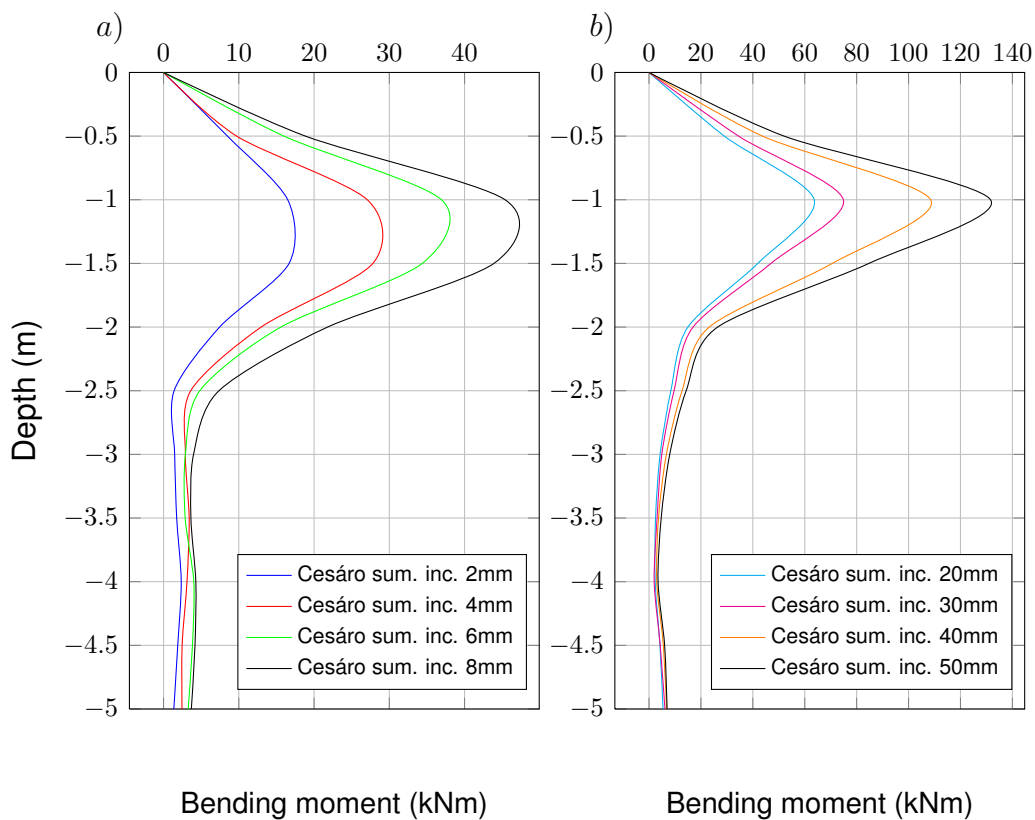 a)
0 10 20 30 40
0
−0.5
−1
−1.5
−2
−2.5
−3
−3.5
−4
−4.5
−5
Depth (m)
Cesáro sum. inc. 2mm
Cesáro sum. inc. 4mm
Cesáro sum. inc. 6mm
Cesáro sum. inc. 8mm
Bending moment (kNm)
b)
0 20 40 60 80 100 120 140
0
−0.5
−1
−1.5
−2
−2.5
−3
−3.5
−4
−4.5
−5
Cesáro sum. inc. 20mm
Cesáro sum. inc. 30mm
Cesáro sum. inc. 40mm
Cesáro sum. inc. 50mm
Bending moment (kNm)